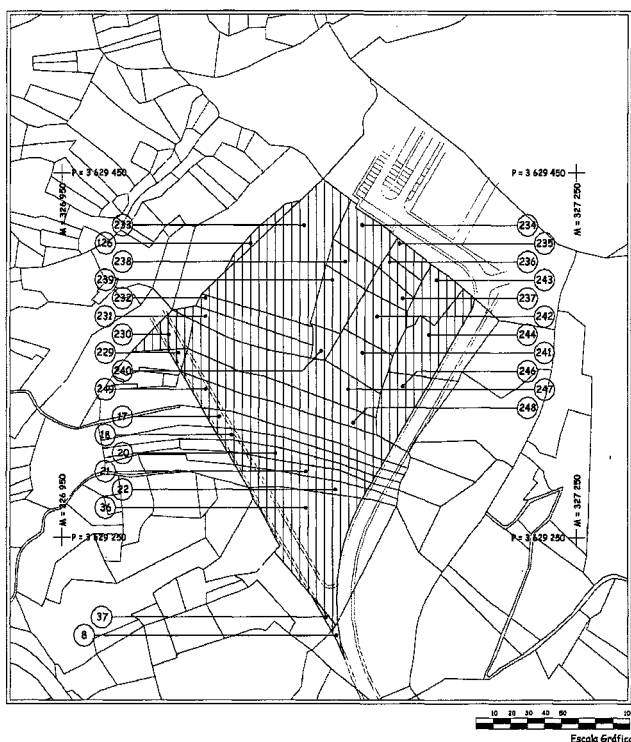 P = 3 629 450
P = 3 629 450
M = 326 950
M = 327 250
233
234
126
235
238
236
239
243
232
237
231
242
230
244
229
241
240
246
249
247
17
248
18
20
21
22
36
M = 326 950
M = 327 250
P = 3 629 250
P = 3 629 250
37
8
10 20 30 40 50 10
Escala Gráfica